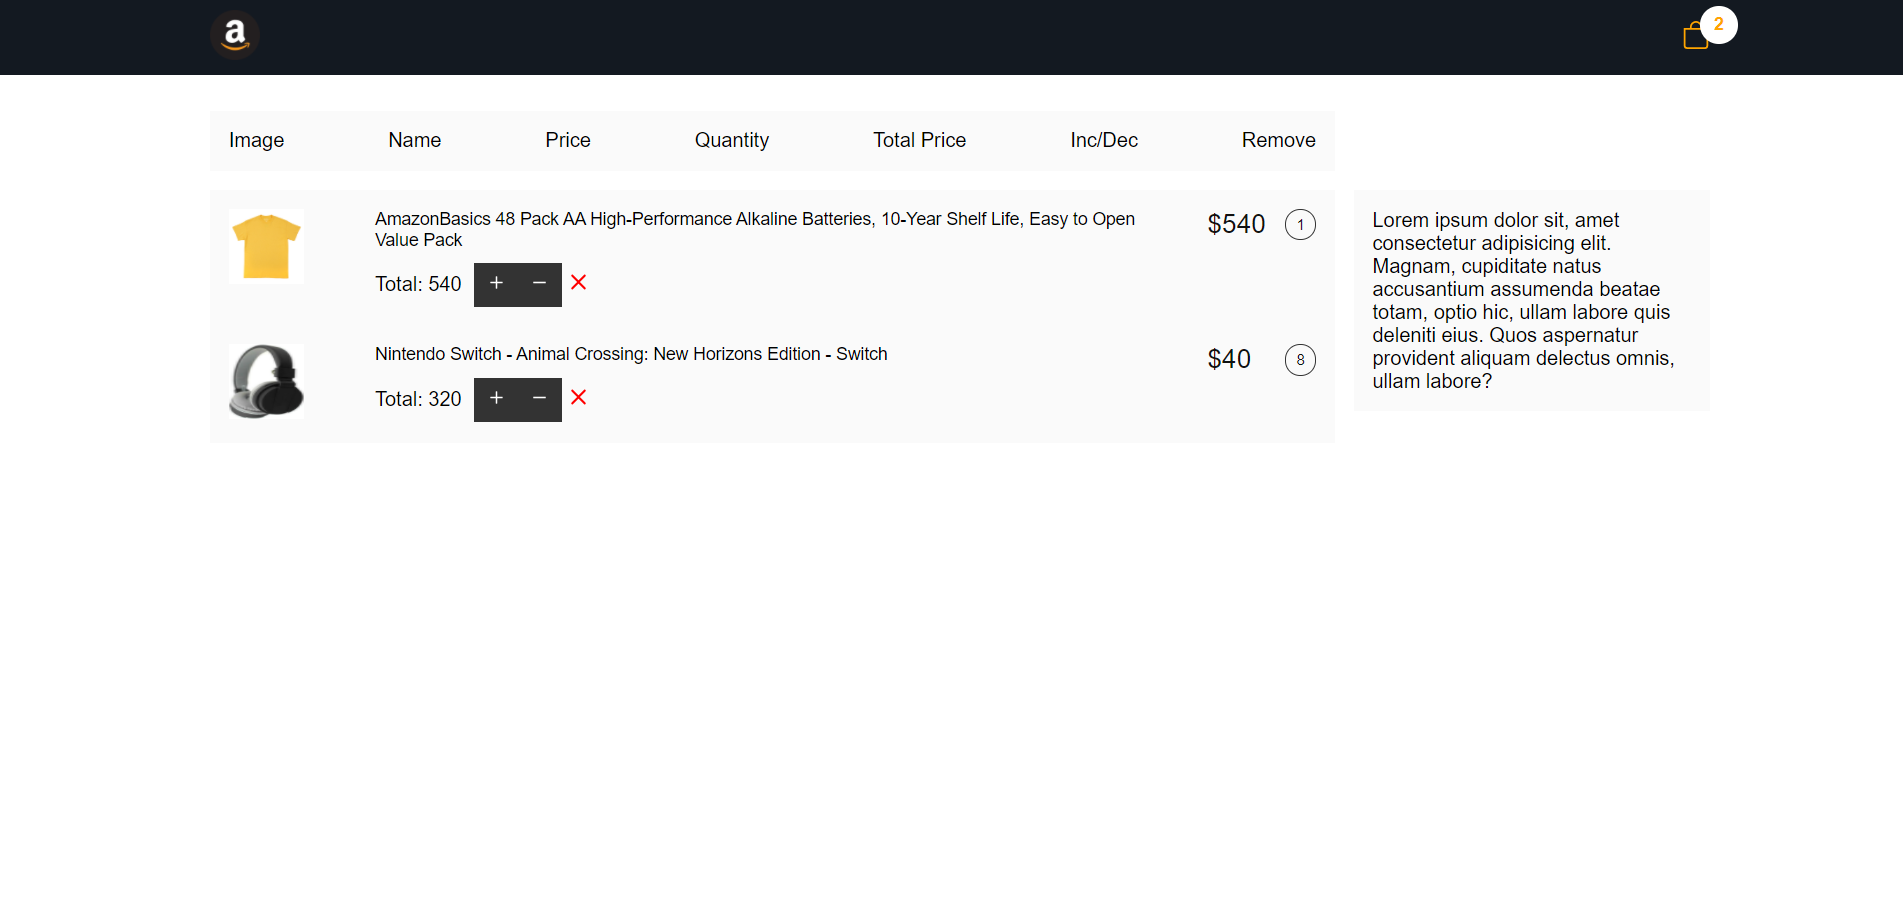 a
2
Image Name Price Quantity Total Price Inc/Dec Remove
AmazonBasics 48 Pack AA High-Performance Alkaline Batteries, 10-Year Shelf Life, Easy to Open
Value Pack
$540 1
Total: 540 + −
Nintendo Switch - Animal Crossing: New Horizons Edition - Switch
$40 8
Total: 320 + −
Lorem ipsum dolor sit, amet
consectetur adipisicing elit.
Magnam, cupiditate natus
accusantium assumenda beatae
totam, optio hic, ullam labore quis
deleniti eius. Quos aspernatur
provident aliquam delectus omnis,
ullam labore?